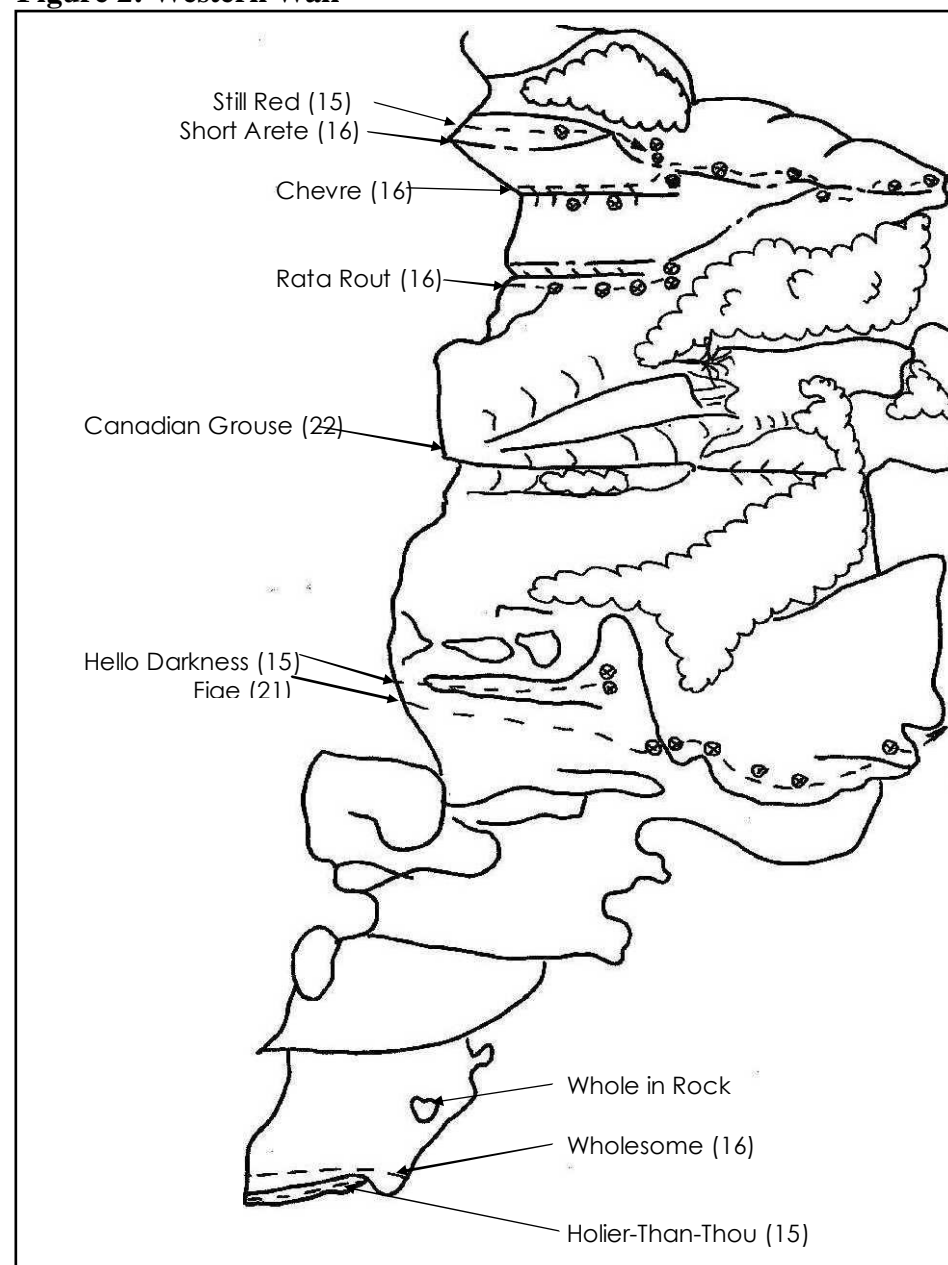 Figure 2: Western Wall
Still Red (15)
Short Arete (16)
Chevre (16)
Rata Rout (16)
Canadian Grouse (22)
Hello Darkness (15)
(21)
Whole in Rock
Wholesome (16)
Holier-Than-Thou (15)